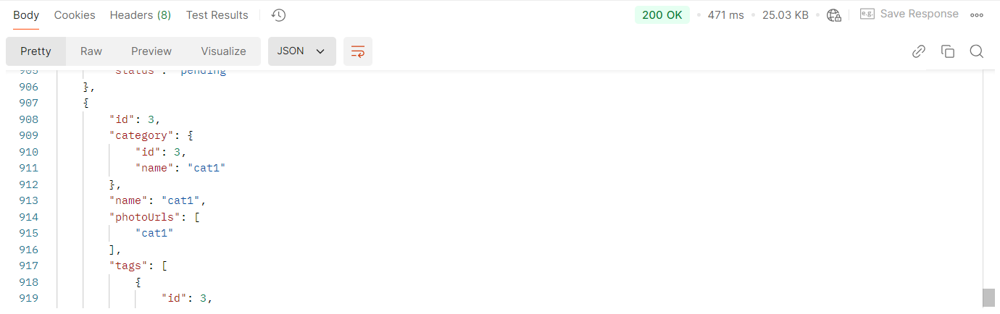 Body Cookies Headers (8) Test Results 200 OK 471 ms 25.03 KB e.g. Save Response
Pretty Raw Preview Visualize JSON
905 "status": "pending"
906 },
907 {
908 "id": 3,
909 "category": {
910 "id": 3,
911 "name": "cat1"
912 },
913 "name": "cat1",
914 "photoUrls": [
915 "cat1"
916 ],
917 "tags": [
918 {
919 "id": 3,